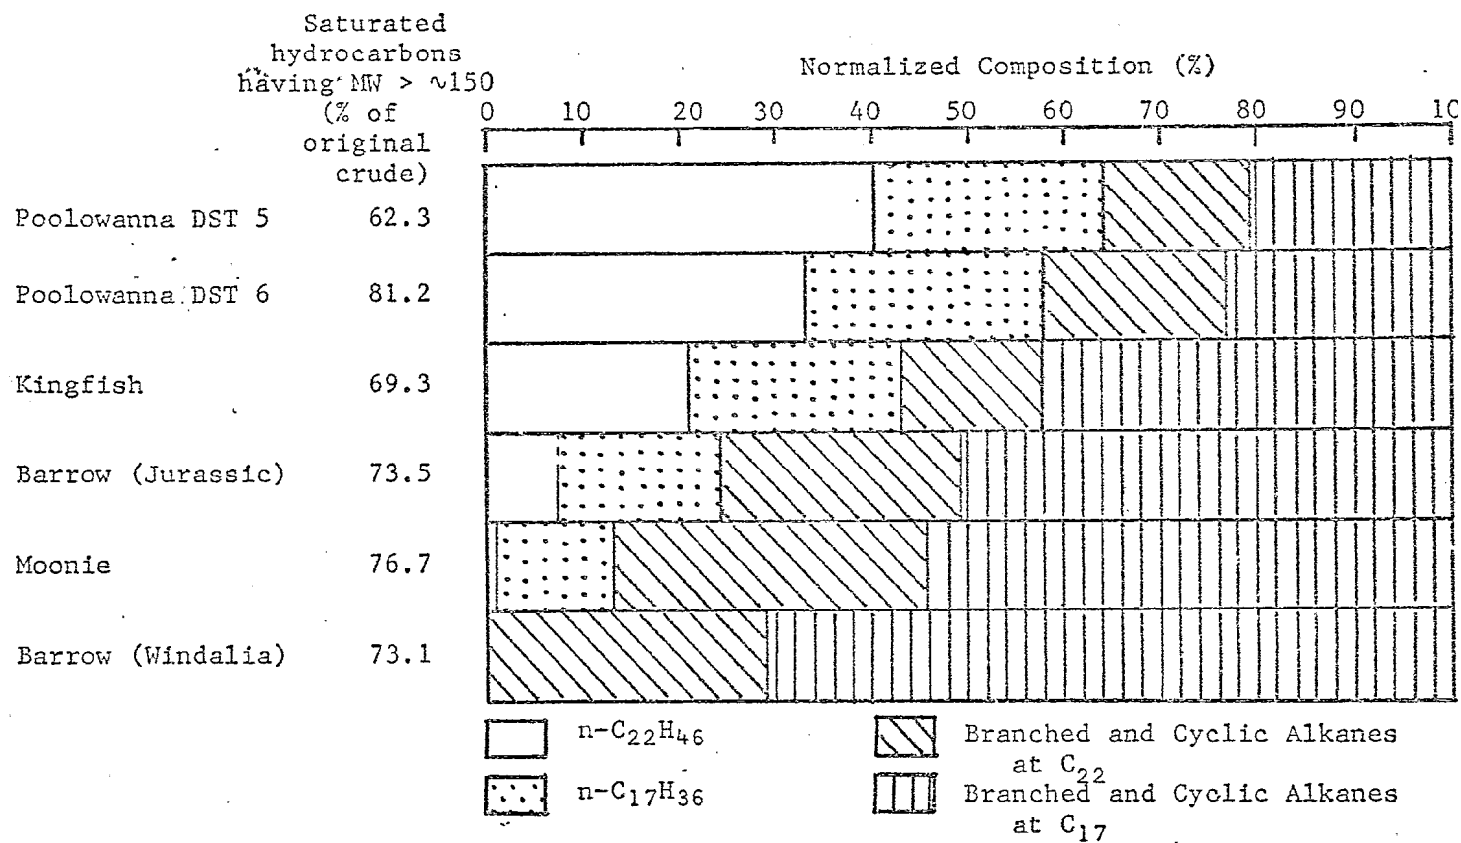 Saturated
hydrocarbons
having MW > ~150
(% of
original
crude)
Normalized Composition (%)
0 10 20 30 40 50 60 70 80 90 10
Poolowanna DST 5 62.3
Poolowanna DST 6 81.2
Kingfish 69.3
Barrow (Jurassic) 73.5
Moonie 76.7
Barrow (Windalia) 73.1
n-C₂₂H₄₆
n-C₁₇H₃₆
Branched and Cyclic Alkanes
at C₂₂
Branched and Cyclic Alkanes
at C₁₇